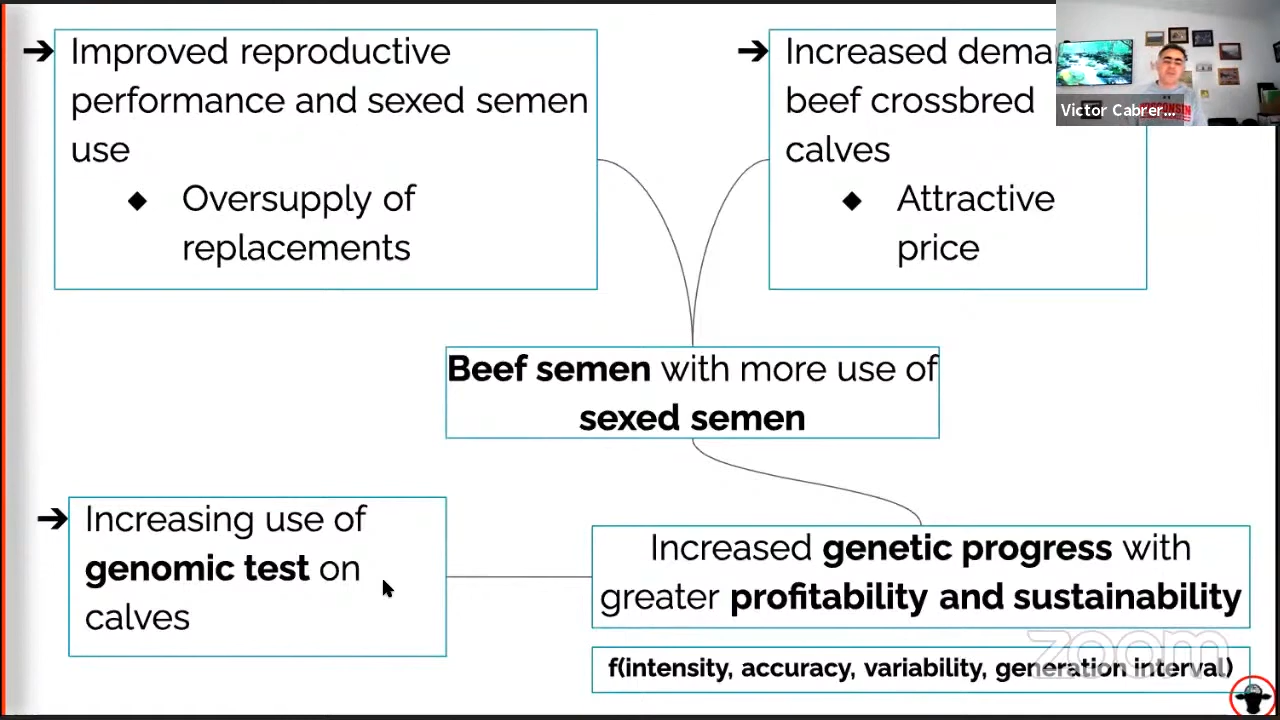 ➔ Improved reproductive
performance and sexed semen
use
◆ Oversupply of
replacements
➔ Increased dema
beef crossbred
calves
◆ Attractive
price
Victor Cabrer...
WISCONSIN
Beef semen with more use of
sexed semen
➔ Increasing use of
genomic test on
calves
Increased genetic progress with
greater profitability and sustainability
f(intensity, accuracy, variability, generation interval)
zoom